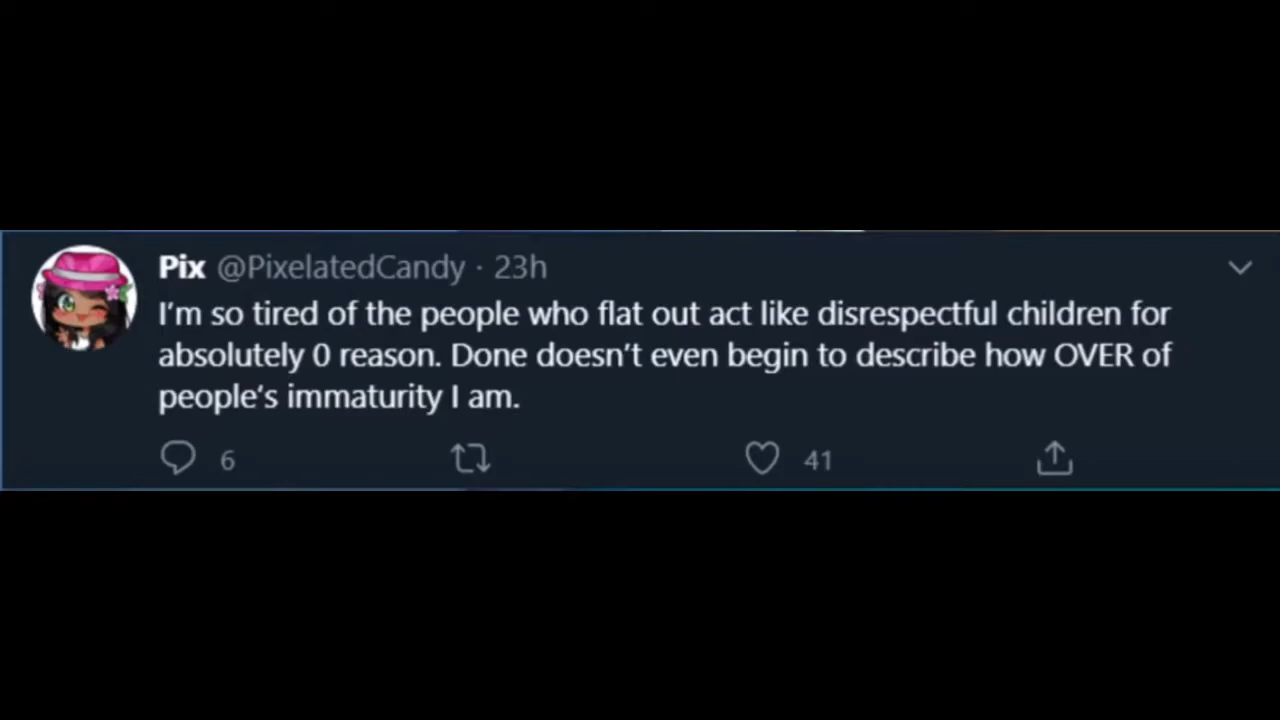 Pix @PixelatedCandy · 23h
I’m so tired of the people who flat out act like disrespectful children for
absolutely 0 reason. Done doesn’t even begin to describe how OVER of
people’s immaturity I am.
6 41